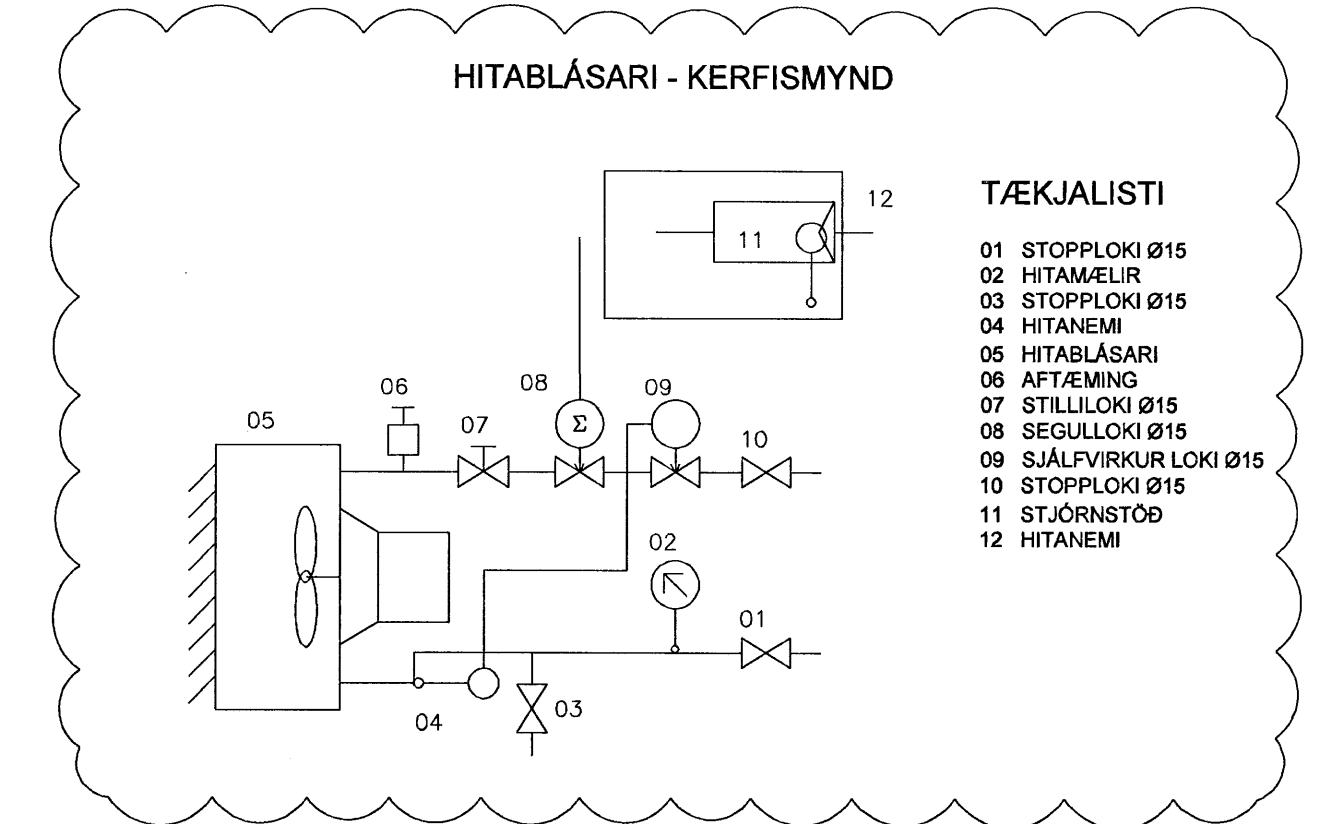 HITABLÁSARI - KERFISMYND
12
11
TÆKJALISTI
01 STOPPLOKI Ø15
02 HITAMÆLIR
03 STOPPLOKI Ø15
04 HITANEMI
05 HITABLÁSARI
06 AFTÆMING
07 STILLILOKI Ø15
08 SEGULLOKI Ø15
09 SJÁLFVIRKUR LOKI Ø15
10 STOPPLOKI Ø15
11 STJÓRNSTÖÐ
12 HITANEMI
06
08
09
05
07
Σ
10
02
01
04
03